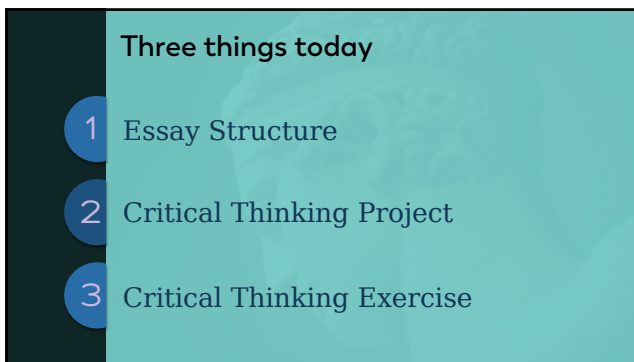 Three things today
1 Essay Structure
2 Critical Thinking Project
3 Critical Thinking Exercise